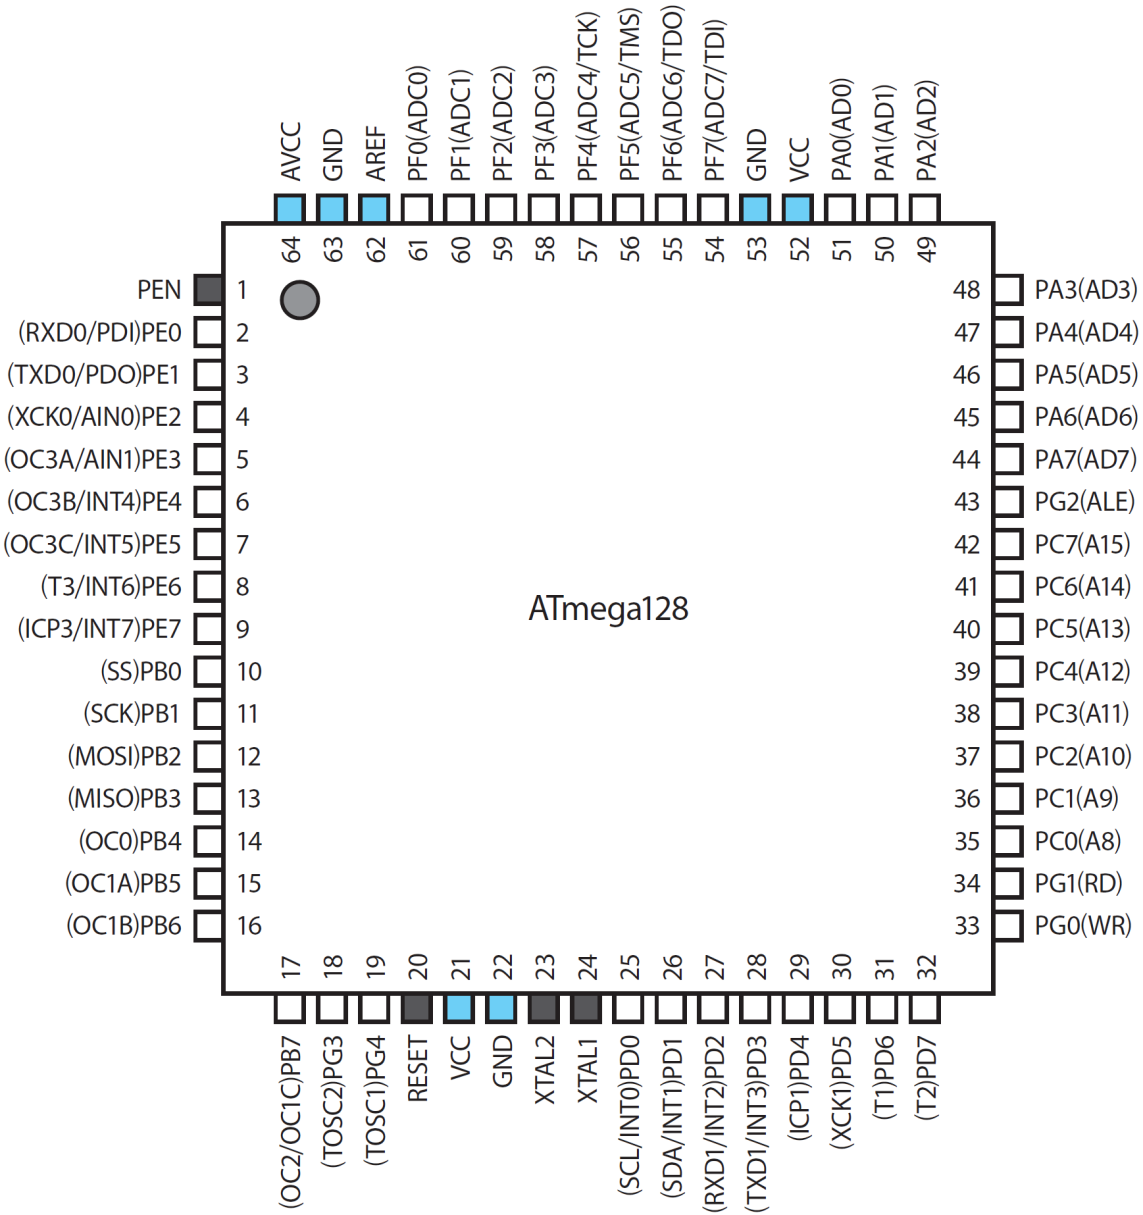 AVCC
GND
AREF
PF0(ADC0)
PF1(ADC1)
PF2(ADC2)
PF3(ADC3)
PF4(ADC4/TCK)
PF5(ADC5/TMS)
PF6(ADC6/TDO)
PF7(ADC7/TDI)
GND
VCC
PA0(AD0)
PA1(AD1)
PA2(AD2)
64
63
62
61
60
59
58
57
56
55
54
53
52
51
50
49
PEN 1
(RXD0/PDI)PE0 2
(TXD0/PDO)PE1 3
(XCK0/AIN0)PE2 4
(OC3A/AIN1)PE3 5
(OC3B/INT4)PE4 6
(OC3C/INT5)PE5 7
(T3/INT6)PE6 8
(ICP3/INT7)PE7 9
(SS)PB0 10
(SCK)PB1 11
(MOSI)PB2 12
(MISO)PB3 13
(OC0)PB4 14
(OC1A)PB5 15
(OC1B)PB6 16
ATmega128
48 PA3(AD3)
47 PA4(AD4)
46 PA5(AD5)
45 PA6(AD6)
44 PA7(AD7)
43 PG2(ALE)
42 PC7(A15)
41 PC6(A14)
40 PC5(A13)
39 PC4(A12)
38 PC3(A11)
37 PC2(A10)
36 PC1(A9)
35 PC0(A8)
34 PG1(RD)
33 PG0(WR)
17
18
19
20
21
22
23
24
25
26
27
28
29
30
31
32
(OC2/OC1C)PB7
(TOSC2)PG3
(TOSC1)PG4
RESET
VCC
GND
XTAL2
XTAL1
(SCL/INT0)PD0
(SDA/INT1)PD1
(RXD1/INT2)PD2
(TXD1/INT3)PD3
(ICP1)PD4
(XCK1)PD5
(T1)PD6
(T2)PD7